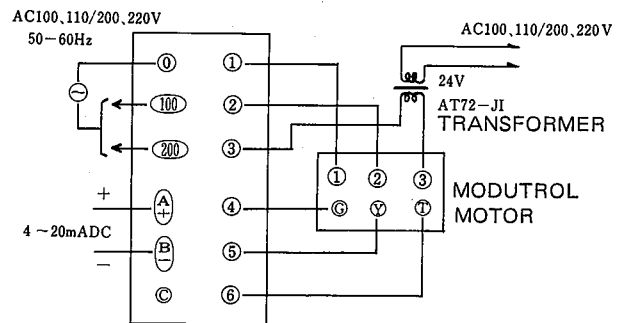 AC100, 110/200, 220V
50-60Hz
AC100, 110/200, 220V
0
1
100
2
200
3
24V
AT72-JI
TRANSFORMER
1
2
3
MODUTROL
MOTOR
+
A
+
4
G
Y
T
4~20mADC
B
-
5
-
C
6